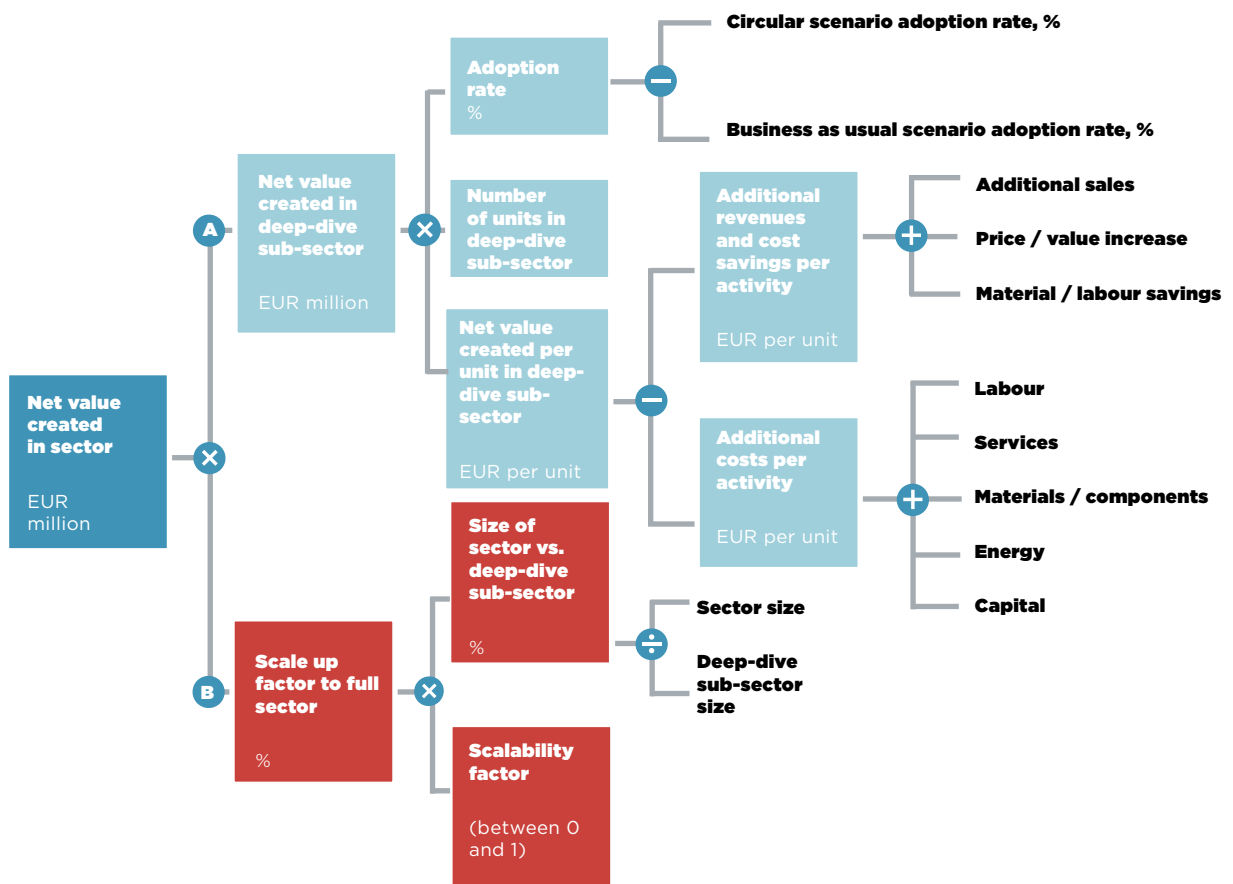 Circular scenario adoption rate, %
Adoption
rate
%
−
Business as usual scenario adoption rate, %
Net value
created in
deep-dive
sub-sector
EUR million
A
×
Number
of units in
deep-dive
sub-sector
Additional
revenues
and cost
savings per
activity
EUR per unit
+
Additional sales
Price / value increase
Material / labour savings
Net value
created per
unit in deep-
dive sub-
sector
EUR per unit
−
Net value
created
in sector
EUR
million
×
Additional
costs per
activity
EUR per unit
+
Labour
Services
Materials / components
Energy
Capital
Size of
sector vs.
deep-dive
sub-sector
%
÷
Sector size
Deep-dive
sub-sector
size
B
Scale up
factor to full
sector
%
×
Scalability
factor
(between 0
and 1)